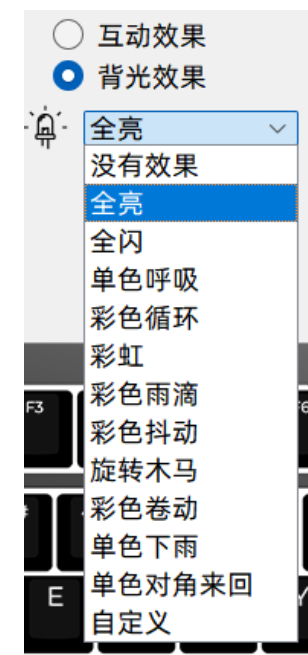 互动效果
背光效果
全亮
没有效果
全亮
全闪
单色呼吸
彩色循环
彩虹
彩色雨滴
F3
彩色抖动
旋转木马
彩色卷动
单色下雨
E
单色对角来回
自定义